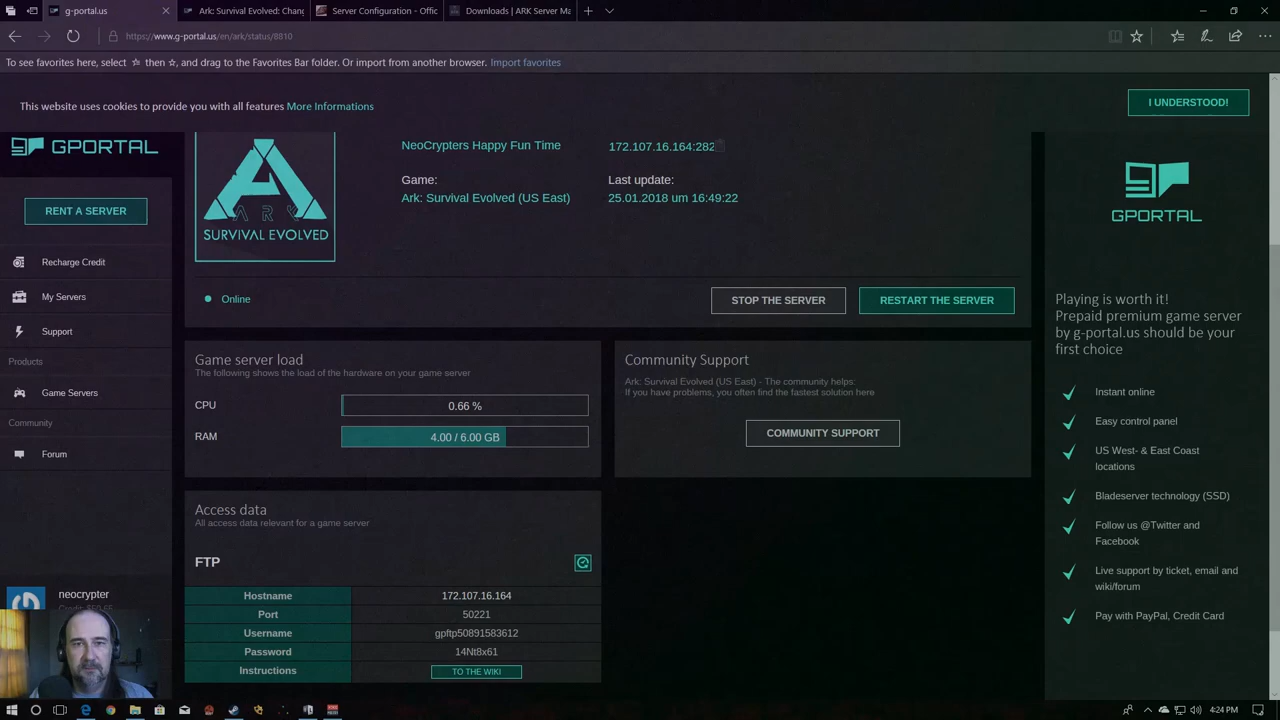 g-portal.us
Ark: Survival Evolved: Chang
Server Configuration - Offic
Downloads | ARK Server Ma
https://www.g-portal.us/en/ark/status/8810
To see favorites here, select ☆ then ☆, and drag to the Favorites Bar folder. Or import from another browser. Import favorites
This website uses cookies to provide you with all features More Informations
I UNDERSTOOD!
GPORTAL
RENT A SERVER
Recharge Credit
My Servers
Support
Products
Game Servers
Community
Forum
neocrypter
ARK
SURVIVAL EVOLVED
NeoCrypters Happy Fun Time
172.107.16.164:282
Game:
Last update:
Ark: Survival Evolved (US East)
25.01.2018 um 16:49:22
Online
STOP THE SERVER
RESTART THE SERVER
Game server load
The following shows the load of the hardware on your game server
CPU
0.66 %
RAM
4.00 / 6.00 GB
Community Support
Ark: Survival Evolved (US East) - The community helps:
If you have problems, you often find the fastest solution here
COMMUNITY SUPPORT
Access data
All access data relevant for a game server
FTP
Hostname
172.107.16.164
Port
50221
Username
gpftp50891583612
Password
14Nt8x61
Instructions
TO THE WIKI
GPORTAL
Playing is worth it!
Prepaid premium game server
by g-portal.us should be your
first choice
Instant online
Easy control panel
US West- & East Coast
locations
Bladeserver technology (SSD)
Follow us @Twitter and
Facebook
Live support by ticket, email and
wiki/forum
Pay with PayPal, Credit Card
4:24 PM